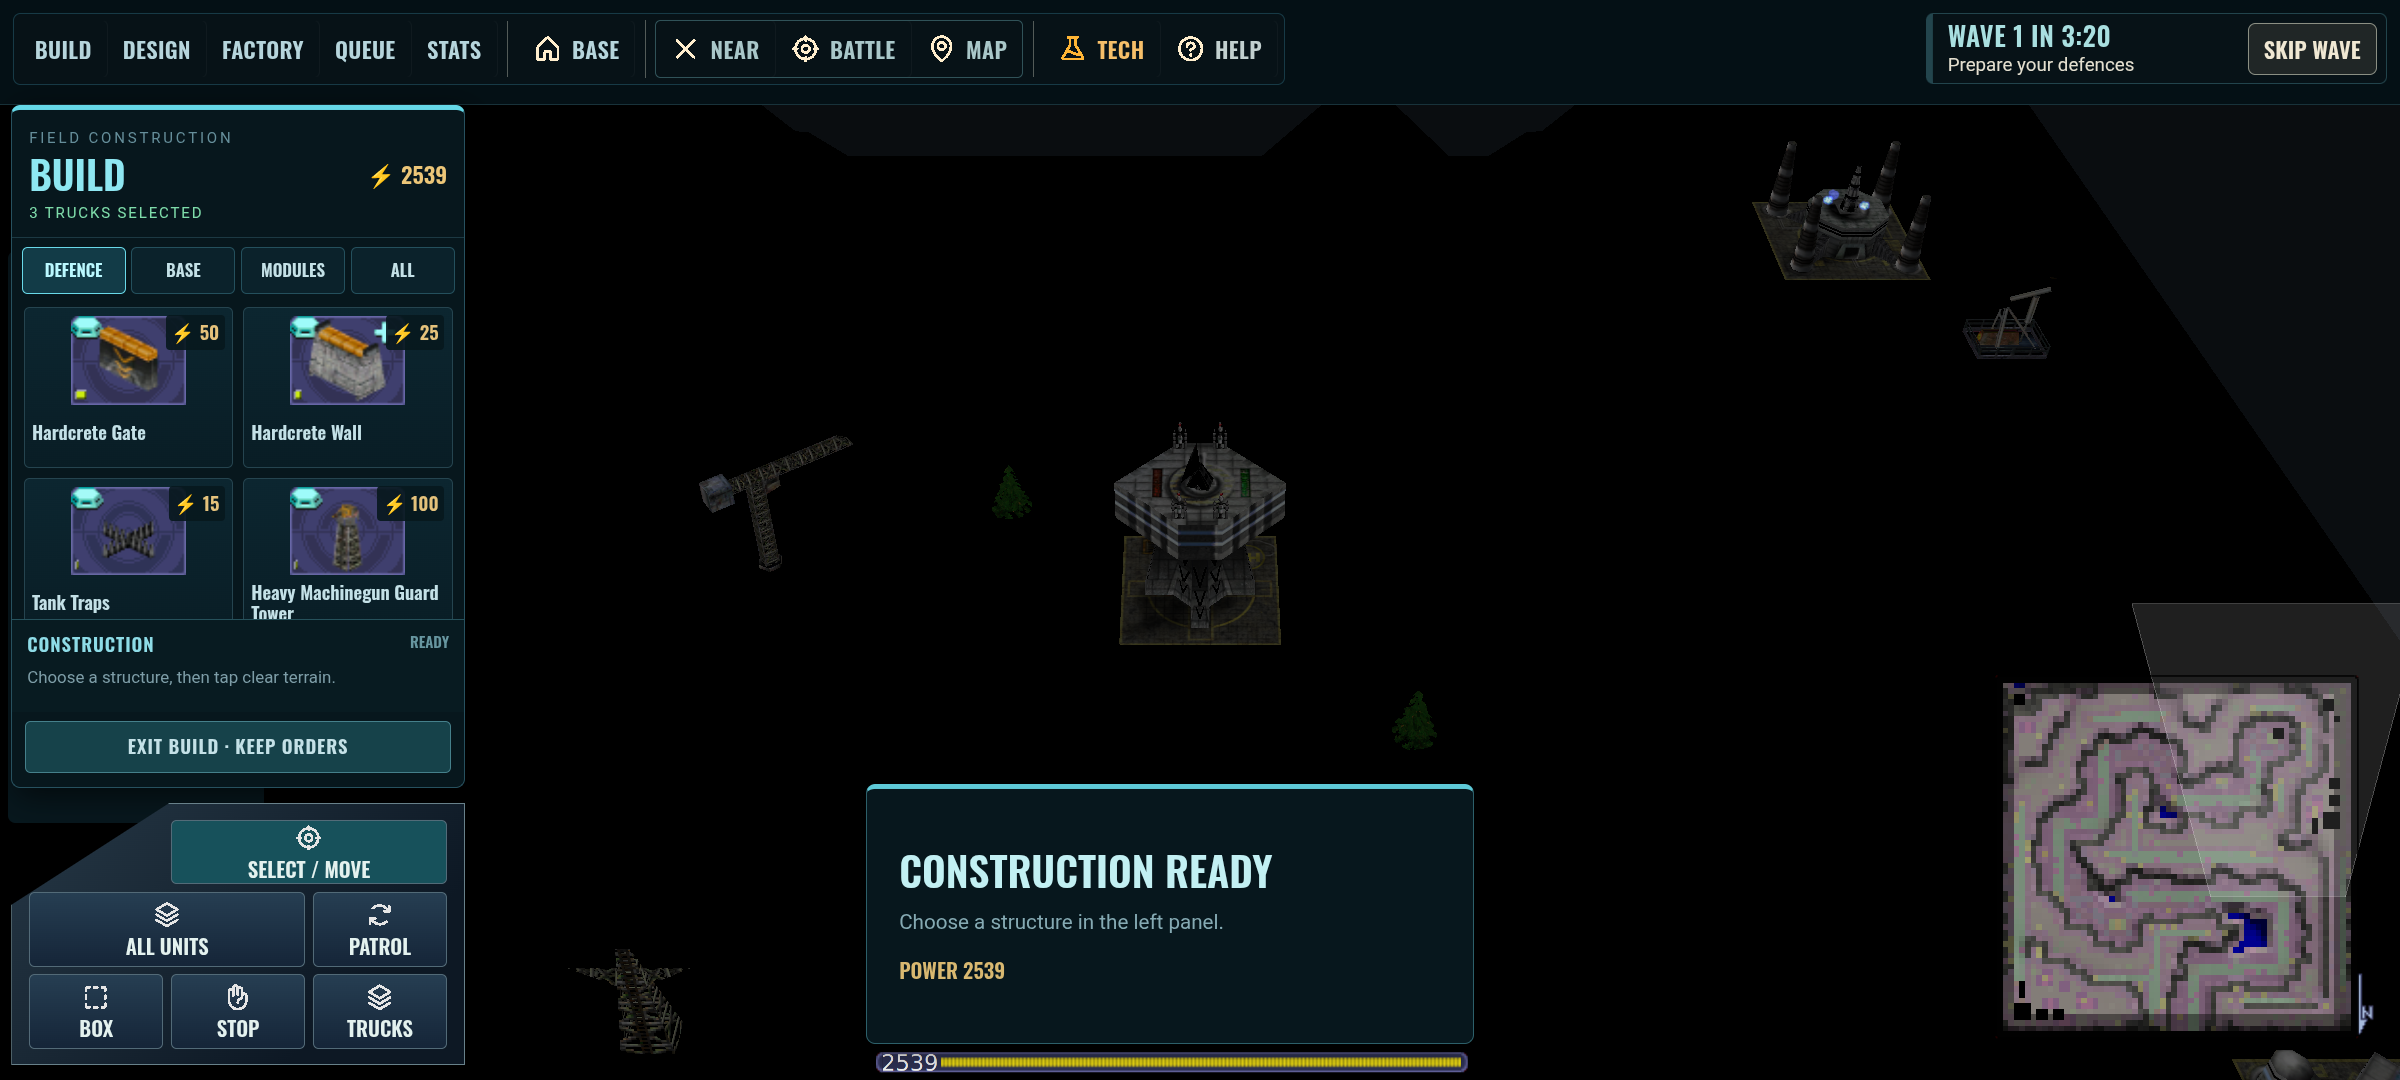 BUILD DESIGN FACTORY QUEUE STATS BASE NEAR BATTLE MAP TECH HELP
WAVE 1 IN 3:20
Prepare your defences
SKIP WAVE
FIELD CONSTRUCTION
BUILD
2539
3 TRUCKS SELECTED
DEFENCE BASE MODULES ALL
50
25
Hardcrete Gate
Hardcrete Wall
15
100
Tank Traps
Heavy Machinegun Guard
Tower
CONSTRUCTION
READY
Choose a structure, then tap clear terrain.
EXIT BUILD · KEEP ORDERS
SELECT / MOVE
ALL UNITS
PATROL
BOX
STOP
TRUCKS
CONSTRUCTION READY
Choose a structure in the left panel.
POWER 2539
2539
N